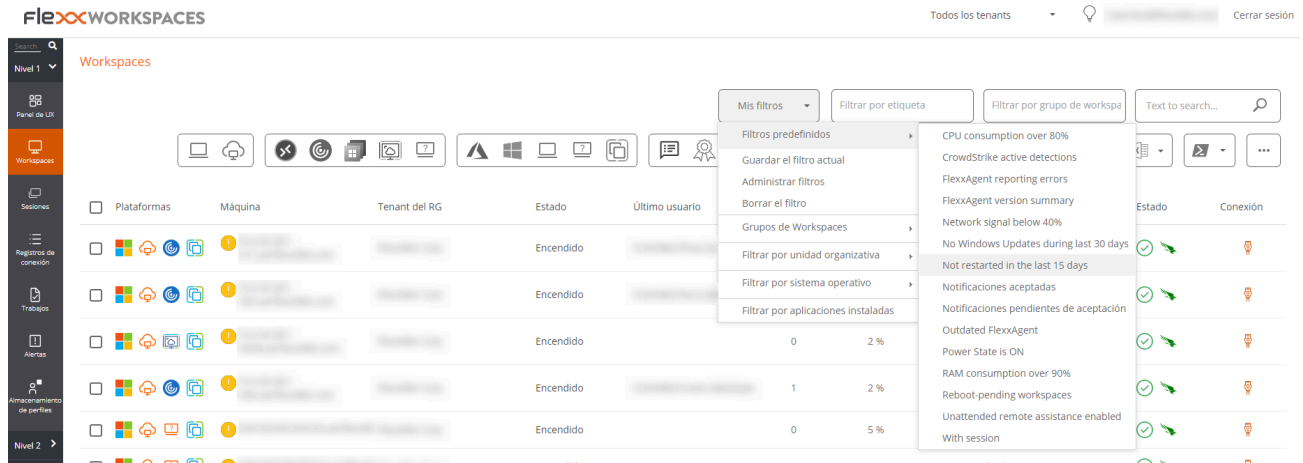 FlexxWORKSPACES
Todos los tenants
Cerrar sesión
Search
Nivel 1
Panel de UX
Workspaces
Sesiones
Registros de
conexión
Trabajos
Alertas
Almacenamiento
de perfiles
Nivel 2
Workspaces
Mis filtros
Filtrar por etiqueta
Filtrar por grupo de workspa
Text to search...
Filtros predefinidos
Guardar el filtro actual
Administrar filtros
Borrar el filtro
Grupos de Workspaces
Filtrar por unidad organizativa
Filtrar por sistema operativo
Filtrar por aplicaciones instaladas
CPU consumption over 80%
CrowdStrike active detections
FlexxAgent reporting errors
FlexxAgent version summary
Network signal below 40%
No Windows Updates during last 30 days
Not restarted in the last 15 days
Notificaciones aceptadas
Notificaciones pendientes de aceptación
Outdated FlexxAgent
Power State is ON
RAM consumption over 90%
Reboot-pending workspaces
Unattended remote assistance enabled
With session
Plataformas
Máquina
Tenant del RG
Estado
Último usuario
Estado
Conexión
Encendido
Encendido
Encendido
0
2 %
Encendido
1
2 %
Encendido
0
5 %